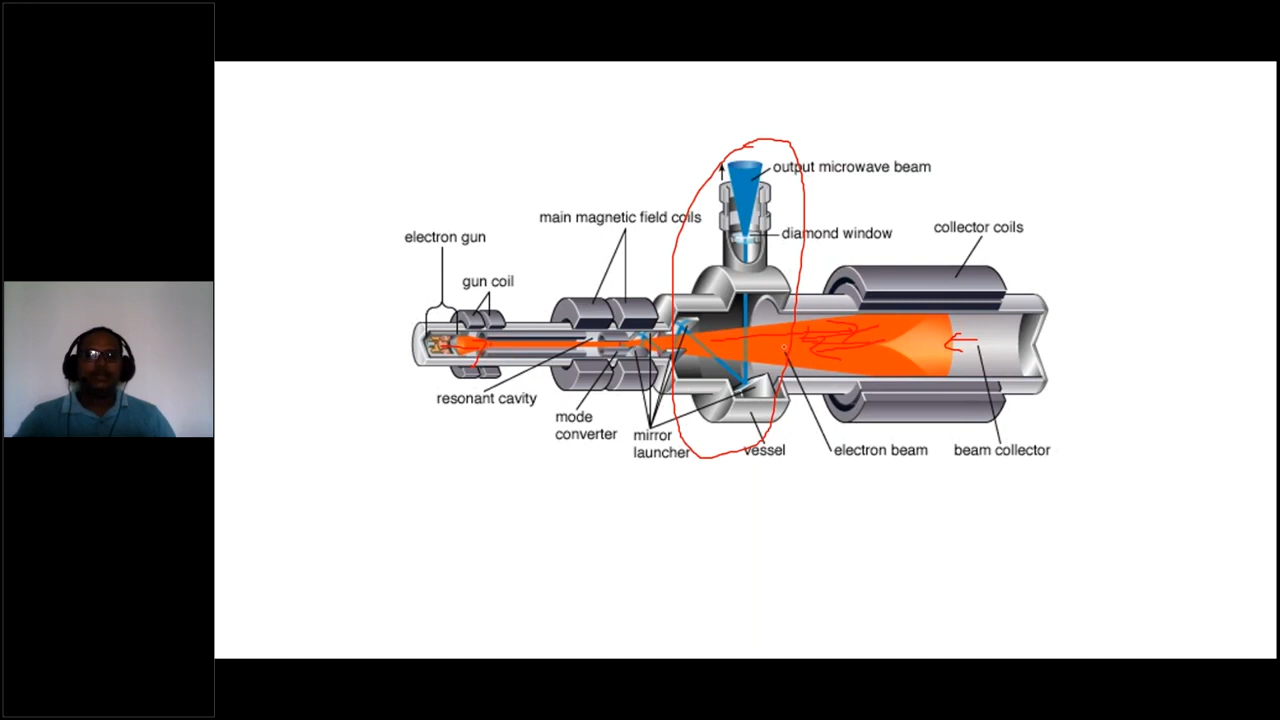 output microwave beam
main magnetic field coils
diamond window
collector coils
electron gun
gun coil
resonant cavity
mode
converter
mirror
launcher
vessel
electron beam
beam collector